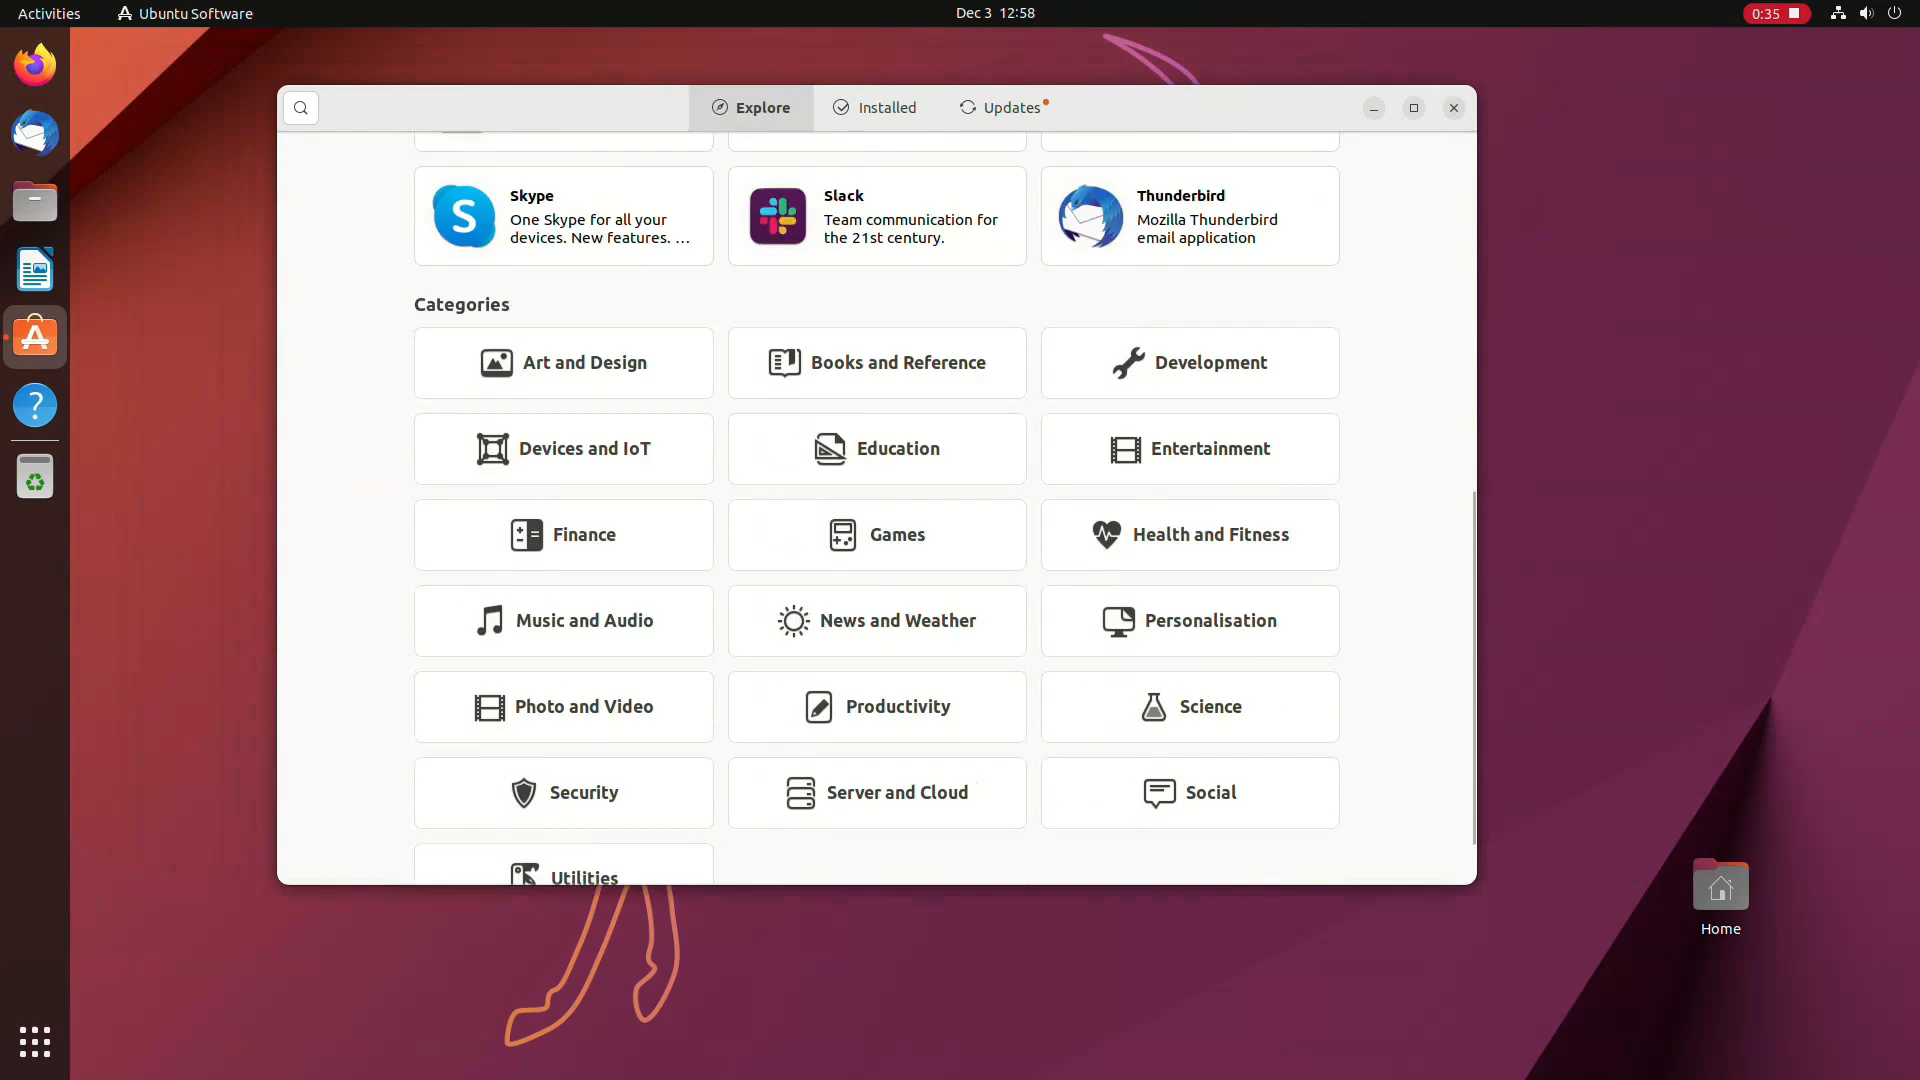 Activities
Ubuntu Software
Dec 3 12:58
0:35
Explore
Installed
Updates
Skype
One Skype for all your
devices. New features. ...
Slack
Team communication for
the 21st century.
Thunderbird
Mozilla Thunderbird
email application
Categories
Art and Design
Books and Reference
Development
Devices and IoT
Education
Entertainment
Finance
Games
Health and Fitness
Music and Audio
News and Weather
Personalisation
Photo and Video
Productivity
Science
Security
Server and Cloud
Social
Utilities
Home